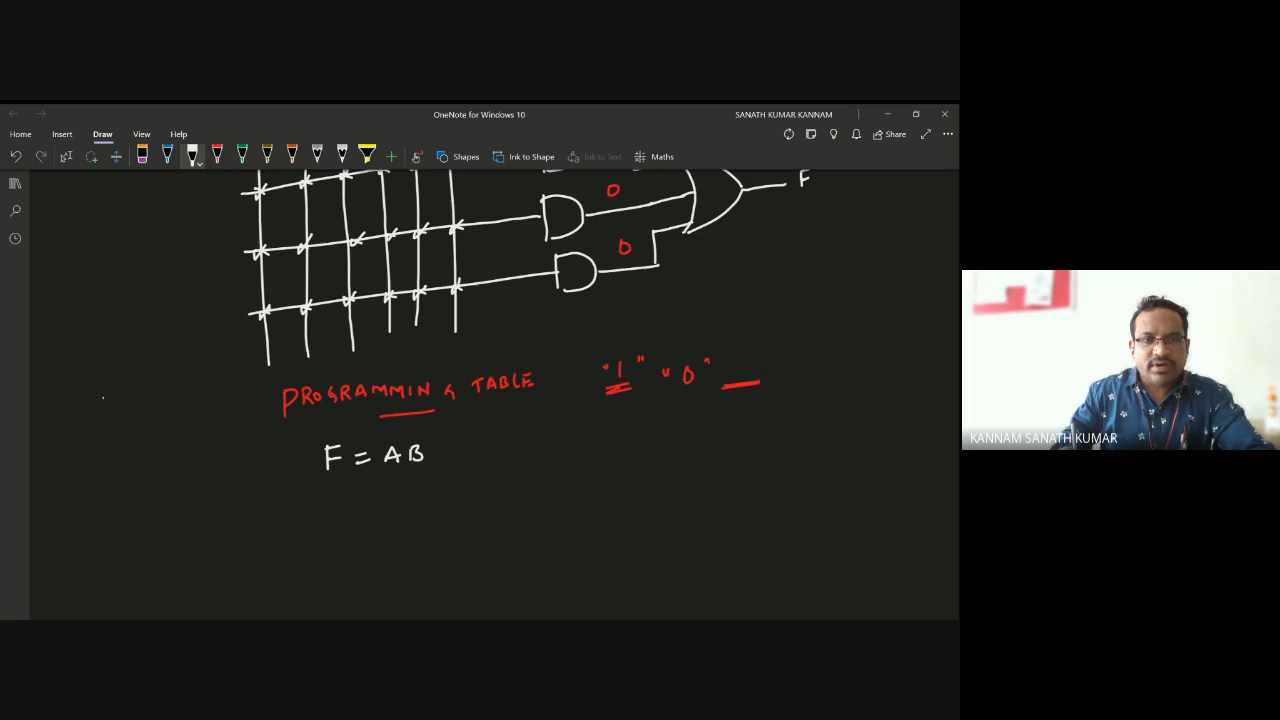 OneNote for Windows 10
SANATH KUMAR KANNAM
Home Insert Draw View Help
Share
Shapes Ink to Shape Ink to Text Maths
F
0
0
PROGRAMMING TABLE "1" "0" —
F = AB
KANNAM SANATH KUMAR